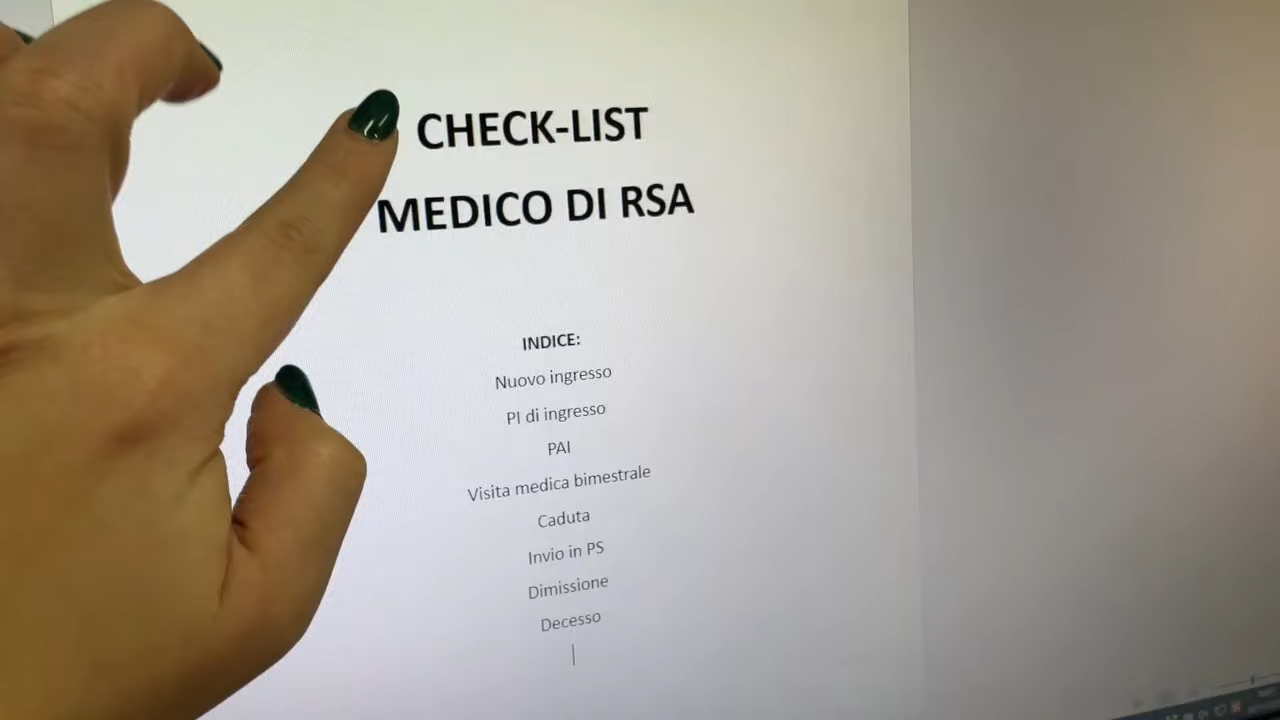 CHECK-LIST
MEDICO DI RSA
INDICE:
Nuovo ingresso
PI di ingresso
PAI
Visita medica bimestrale
Caduta
Invio in PS
Dimissione
Decesso